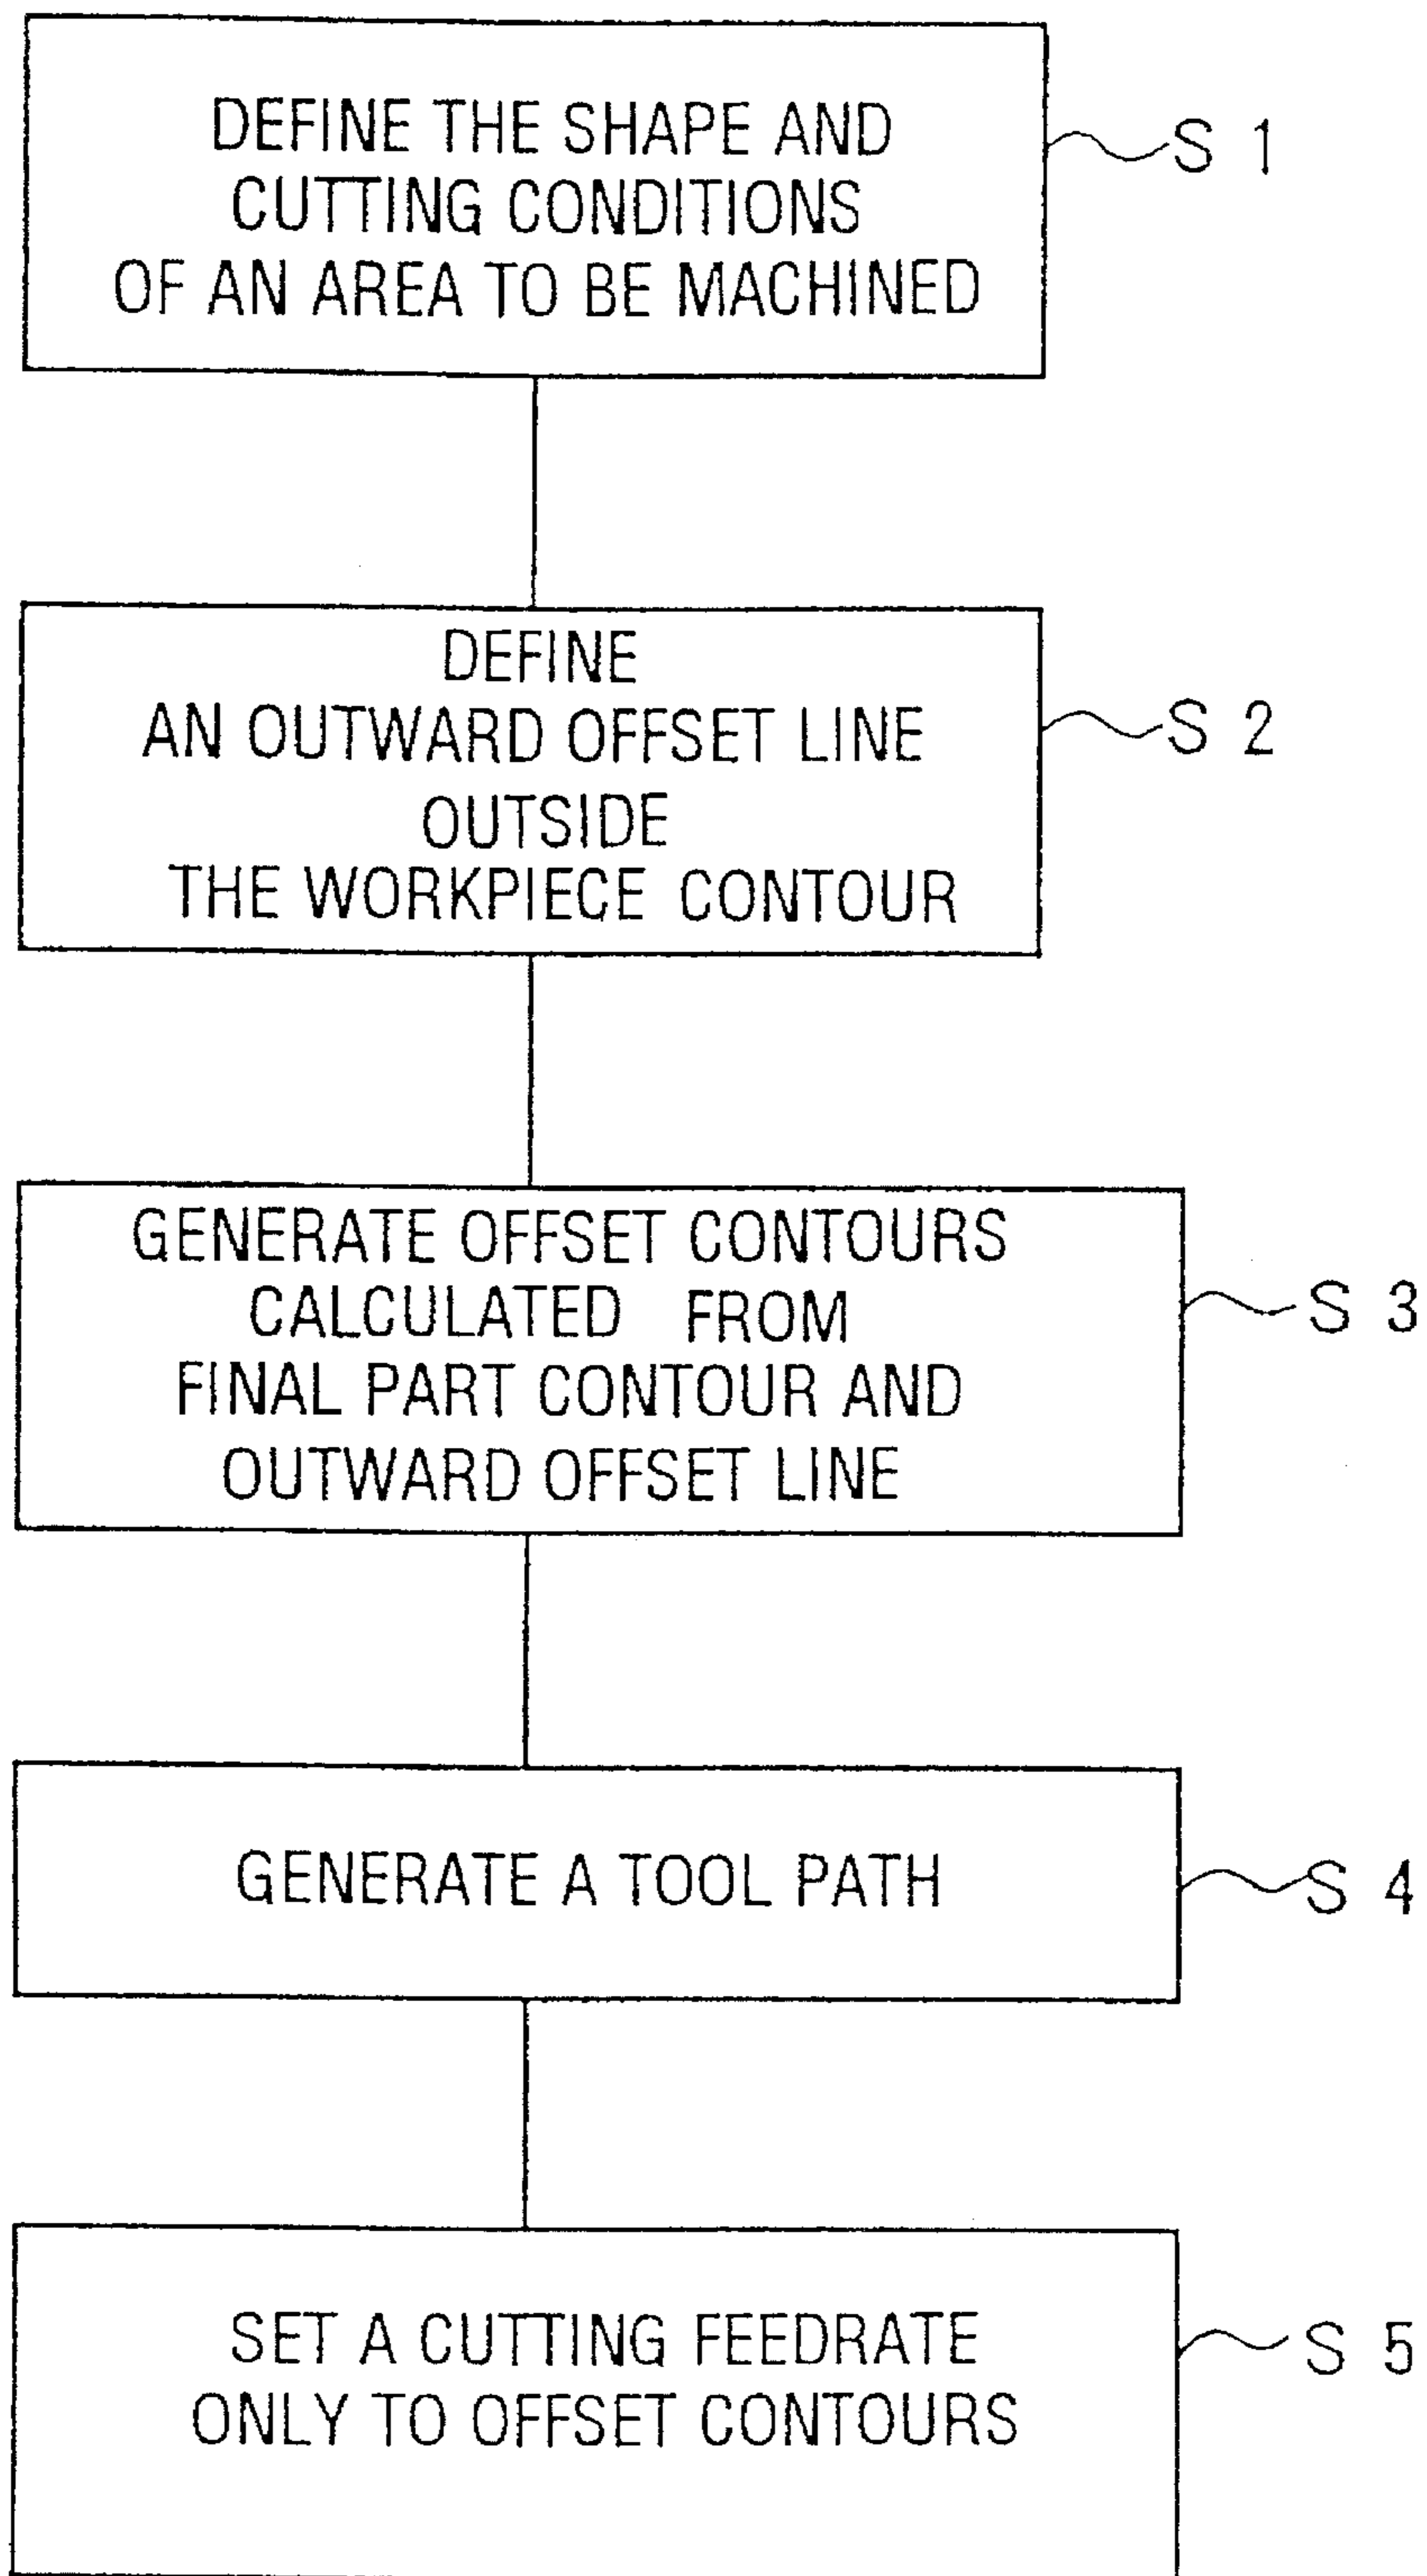 DEFINE THE SHAPE AND
CUTTING CONDITIONS
OF AN AREA TO BE MACHINED
S 1
DEFINE
AN OUTWARD OFFSET LINE
OUTSIDE
THE WORKPIECE CONTOUR
S 2
GENERATE OFFSET CONTOURS
CALCULATED FROM
FINAL PART CONTOUR AND
OUTWARD OFFSET LINE
S 3
GENERATE A TOOL PATH
S 4
SET A CUTTING FEEDRATE
ONLY TO OFFSET CONTOURS
S 5